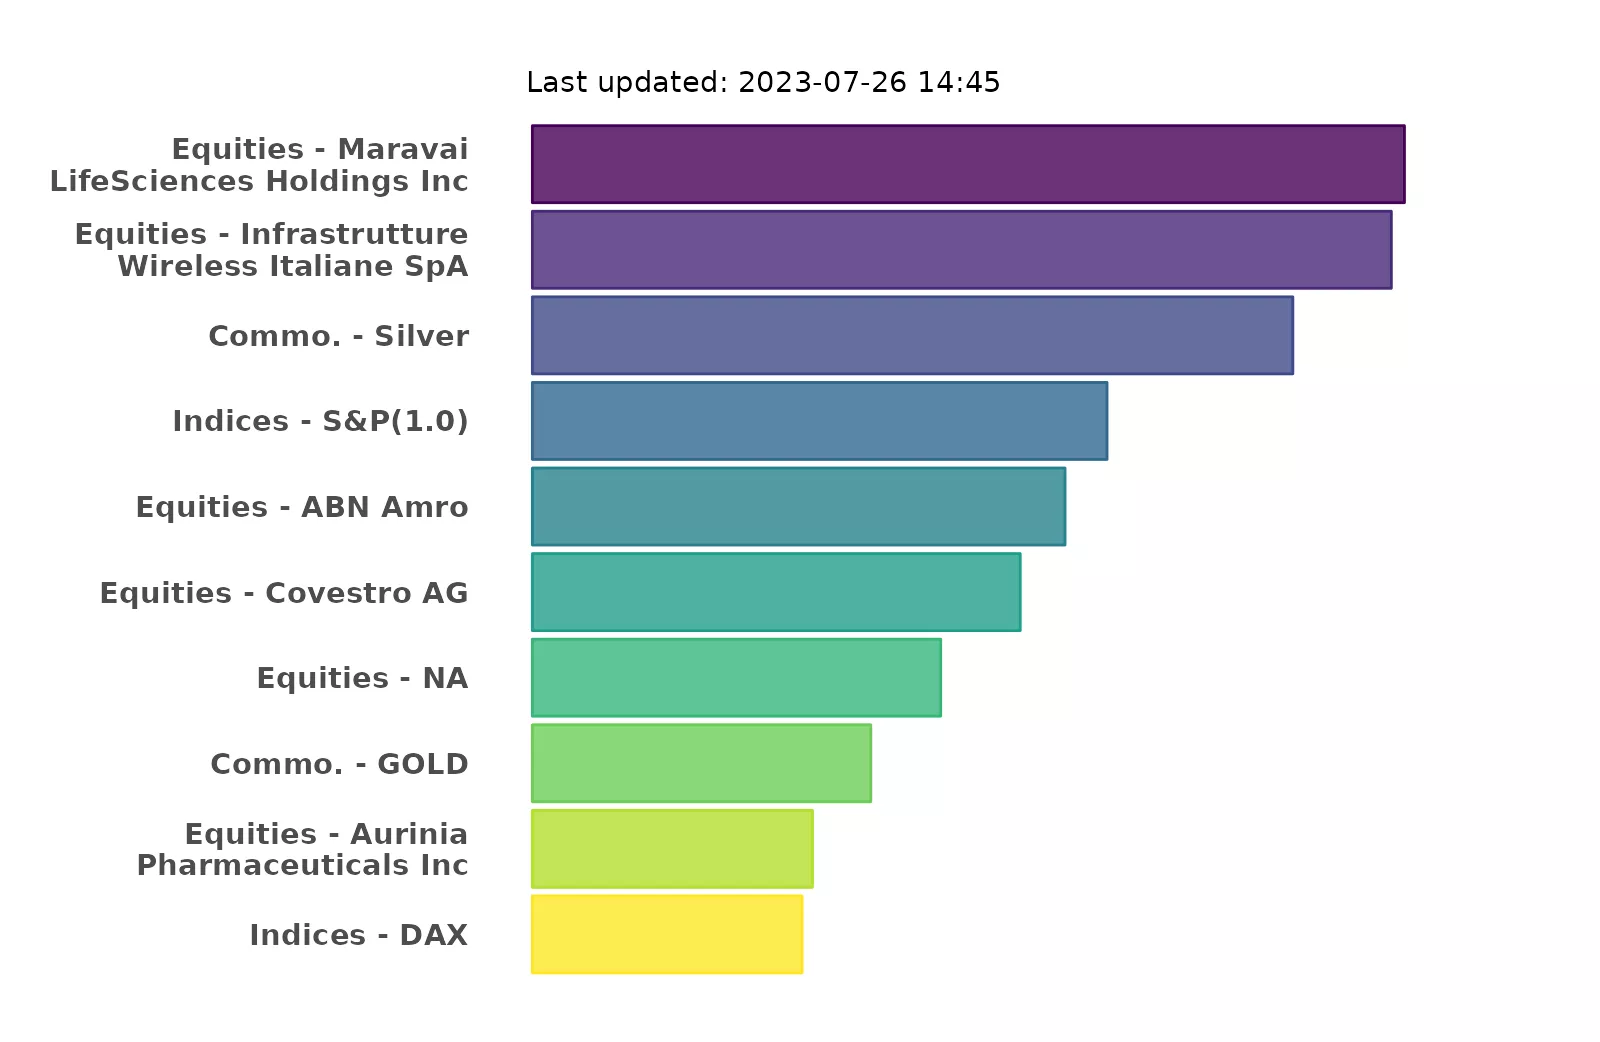 Last updated: 2023-07-26 14:45
Equities - Maravai
LifeSciences Holdings Inc
Equities - Infrastrutture
Wireless Italiane SpA
Commo. - Silver
Indices - S&P(1.0)
Equities - ABN Amro
Equities - Covestro AG
Equities - NA
Commo. - GOLD
Equities - Aurinia
Pharmaceuticals Inc
Indices - DAX